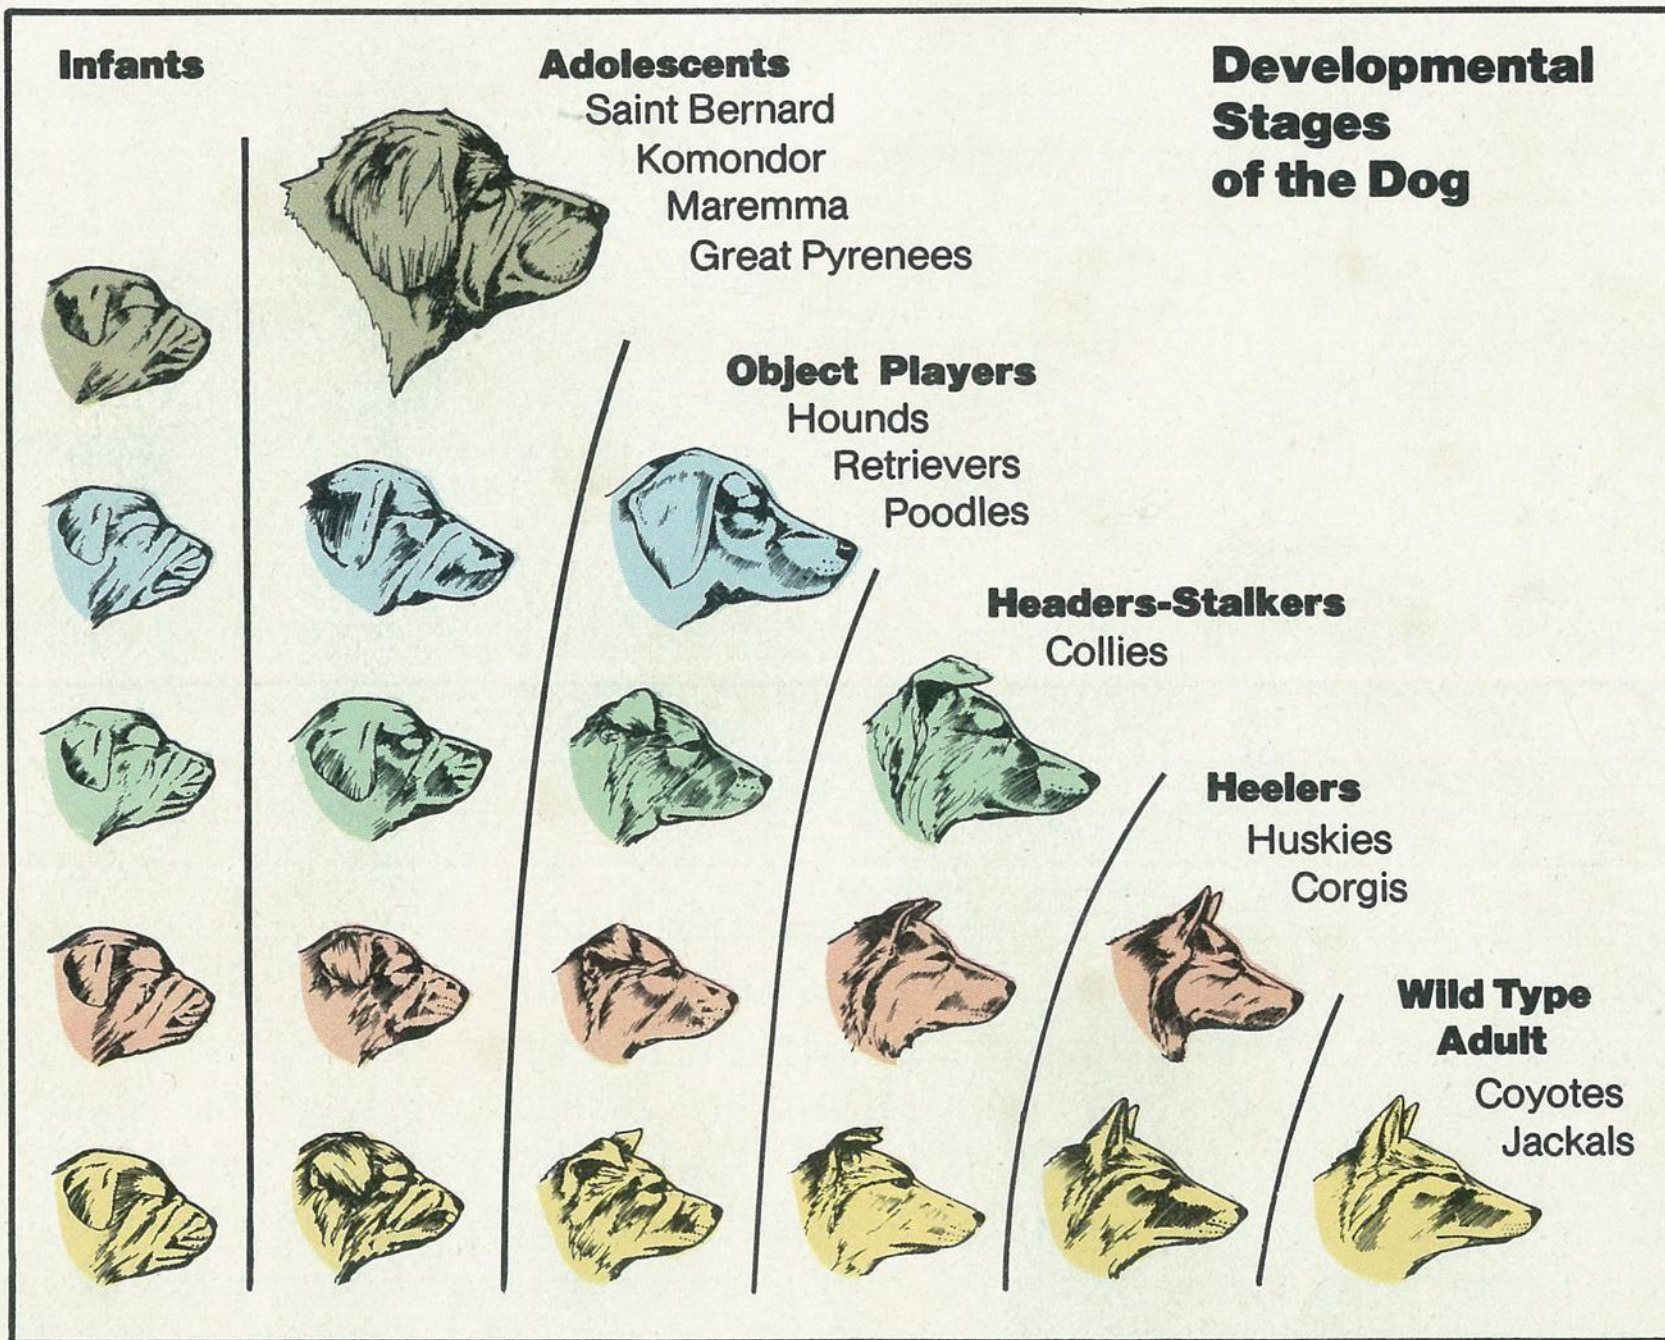 Infants
Adolescents
Saint Bernard
Komondor
Maremma
Great Pyrenees
Developmental
Stages
of the Dog
Object Players
Hounds
Retrievers
Poodles
Headers-Stalkers
Collies
Heelers
Huskies
Corgis
Wild Type
Adult
Coyotes
Jackals